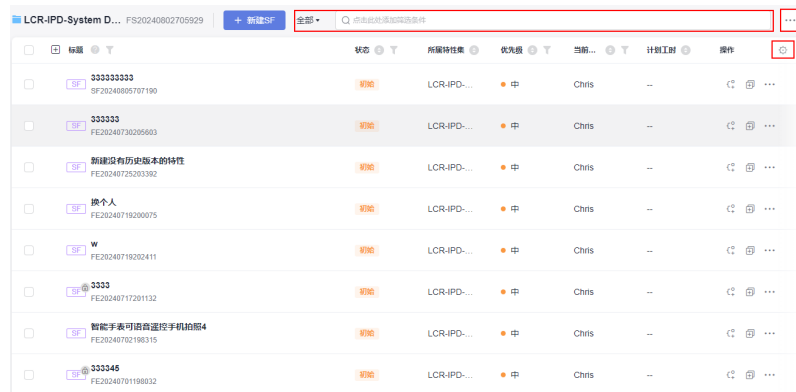 LCR-IPD-System D... FS20240802705929 + 新建SF 全部 点击此处添加筛选条件 ...
标题 状态 所属特性集 优先级 当前... 计划工时 操作
SF 333333333 初始 LCR-IPD-... 中 Chris -- ...
SF20240805707190
SF 333333 初始 LCR-IPD-... 中 Chris -- ...
FE20240730205603
SF 新建没有历史版本的特性 初始 LCR-IPD-... 中 Chris -- ...
FE20240725203392
SF 换个人 初始 LCR-IPD-... 中 Chris -- ...
FE20240719200075
SF w 初始 LCR-IPD-... 中 Chris -- ...
FE20240719202411
SF 3333 初始 LCR-IPD-... 中 Chris -- ...
FE20240717201132
SF 智能手表可语音遥控手机拍照4 初始 LCR-IPD-... 中 Chris -- ...
FE20240702198315
SF 333345 初始 LCR-IPD-... 中 Chris -- ...
FE20240701198032